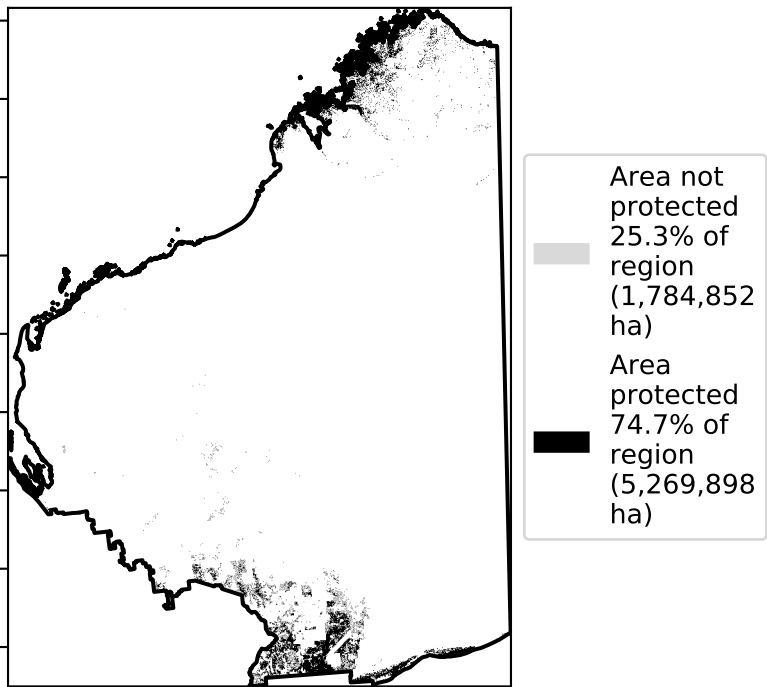 Area not
protected
25.3% of
region
(1,784,852
ha)
Area
protected
74.7% of
region
(5,269,898
ha)